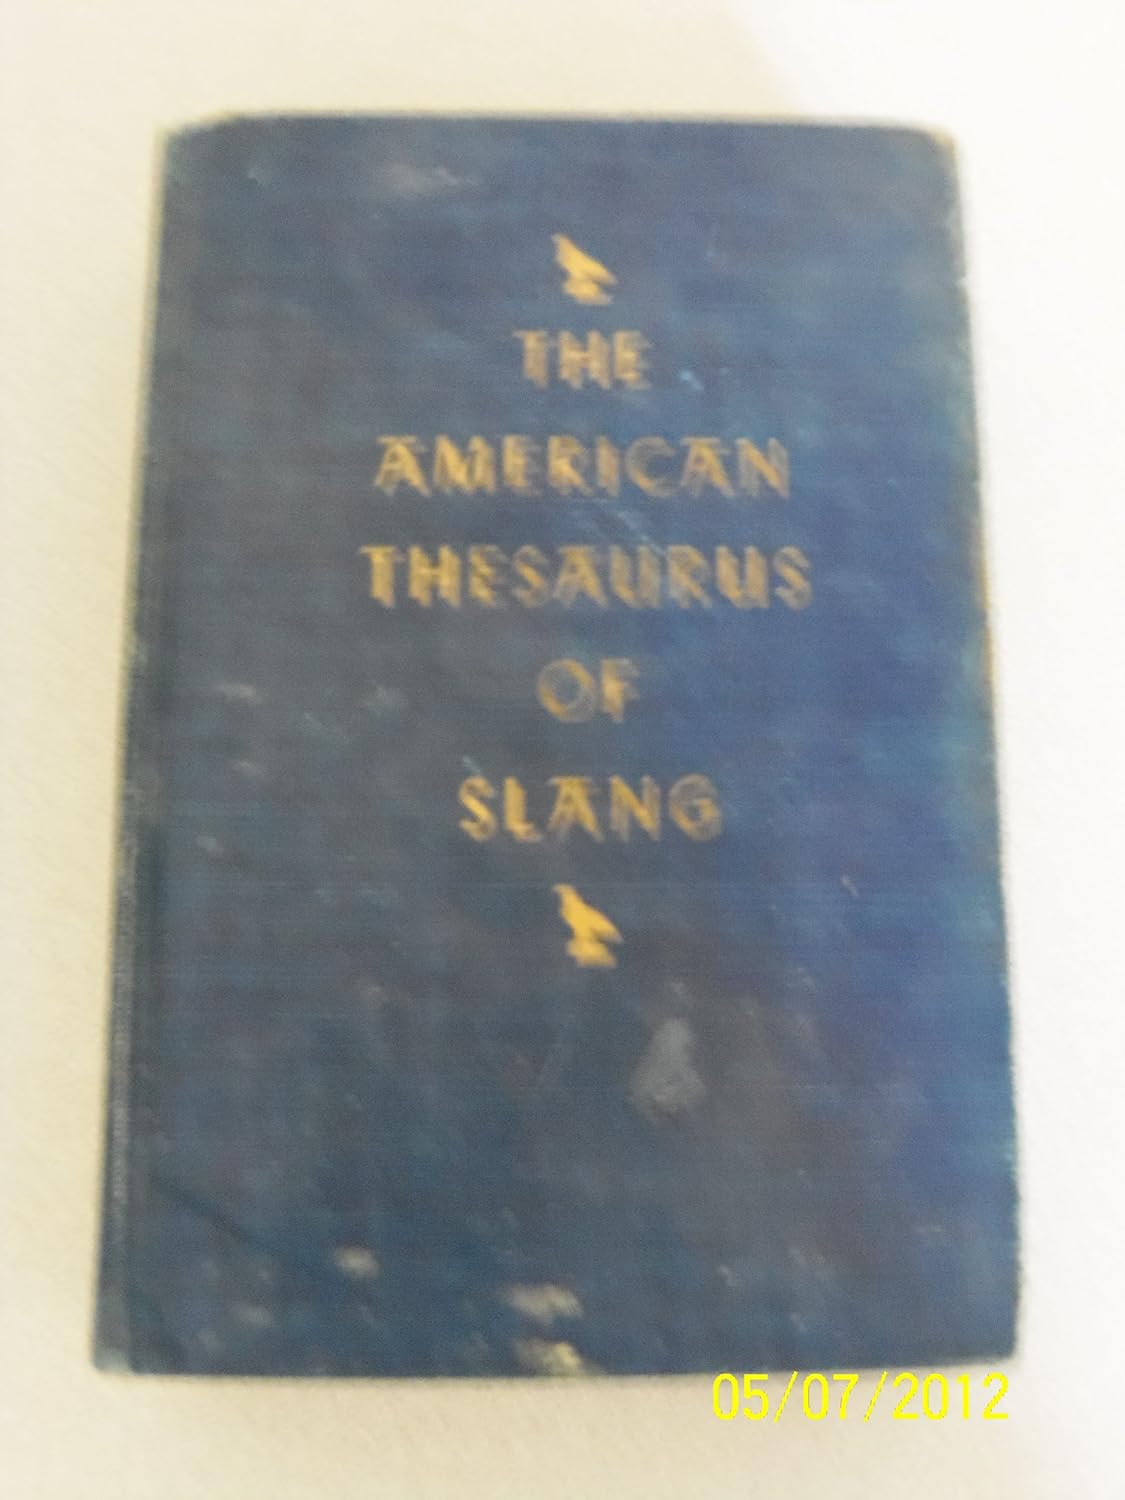 THE
AMERICAN
THESAURUS
OF
SLANG
05/07/2012